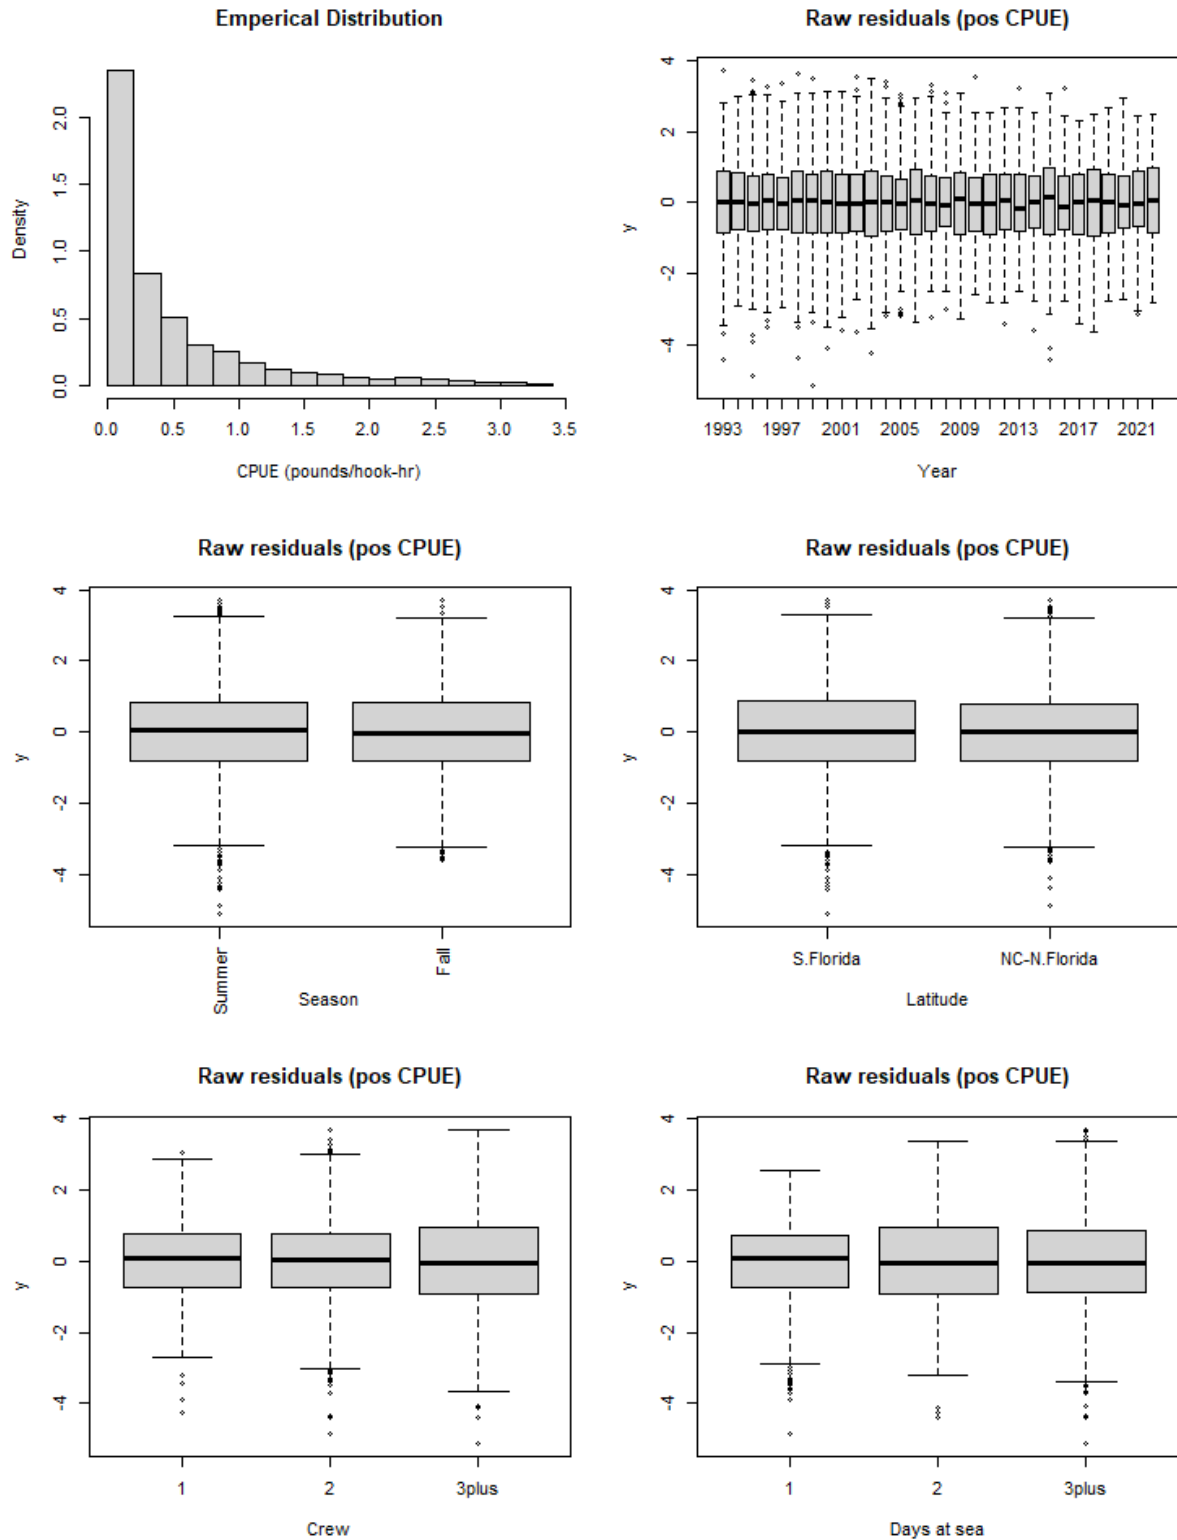 Emperical Distribution
Density
0.0 0.5 1.0 1.5 2.0
0.0 0.5 1.0 1.5 2.0 2.5 3.0 3.5
CPUE (pounds/hook-hr)
Raw residuals (pos CPUE)
y
-4 -2 0 2 4
1993 1997 2001 2005 2009 2013 2017 2021
Year
Raw residuals (pos CPUE)
y
-4 -2 0 2 4
Summer Fall
Season
Raw residuals (pos CPUE)
y
-4 -2 0 2 4
S.Florida NC-N.Florida
Latitude
Raw residuals (pos CPUE)
y
-4 -2 0 2 4
1 2 3plus
Crew
Raw residuals (pos CPUE)
y
-4 -2 0 2 4
1 2 3plus
Days at sea